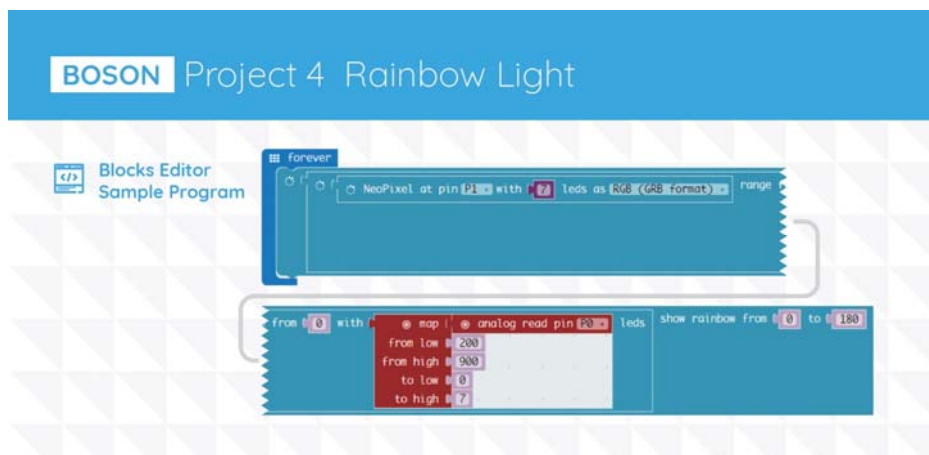 BOSON Project 4 Rainbow Light
Blocks Editor
Sample Program
forever
NeoPixel at pin P1 with 7 leds as RGB (GRB format) range
from 0 with map analog read pin P0 leds show rainbow from 0 to 180
from low 200
from high 900
to low 0
to high 7